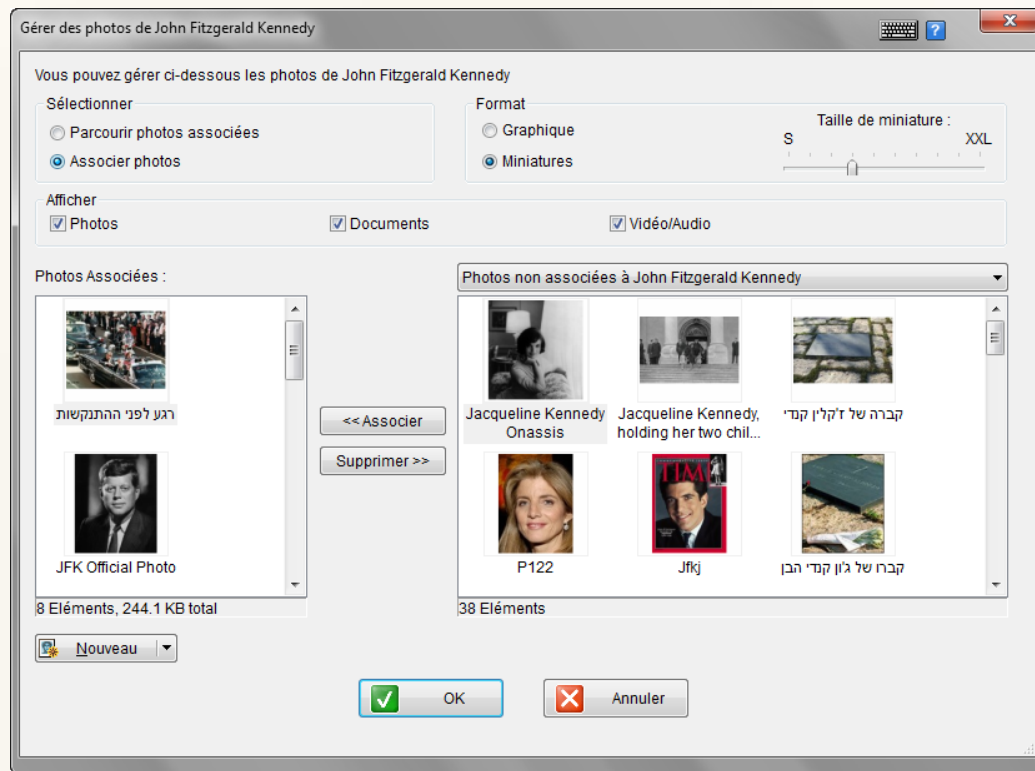 Gérer des photos de John Fitzgerald Kennedy
?
Vous pouvez gérer ci-dessous les photos de John Fitzgerald Kennedy
Sélectionner
Parcourir photos associées
Associer photos
Format
Graphique
Miniatures
Taille de miniature :
S
XXL
Afficher
Photos
Documents
Vidéo/Audio
Photos Associées :
רגע לפני ההתנקשות
JFK Official Photo
8 Eléments, 244.1 KB total
<< Associer
Supprimer >>
Photos non associées à John Fitzgerald Kennedy
Jacqueline Kennedy
Onassis
Jacqueline Kennedy,
holding her two chil...
קברה של ז'קלין קנדי
TIME
P122
Jfkj
קברו של ג'ון קנדי הבן
38 Eléments
Nouveau
OK
Annuler